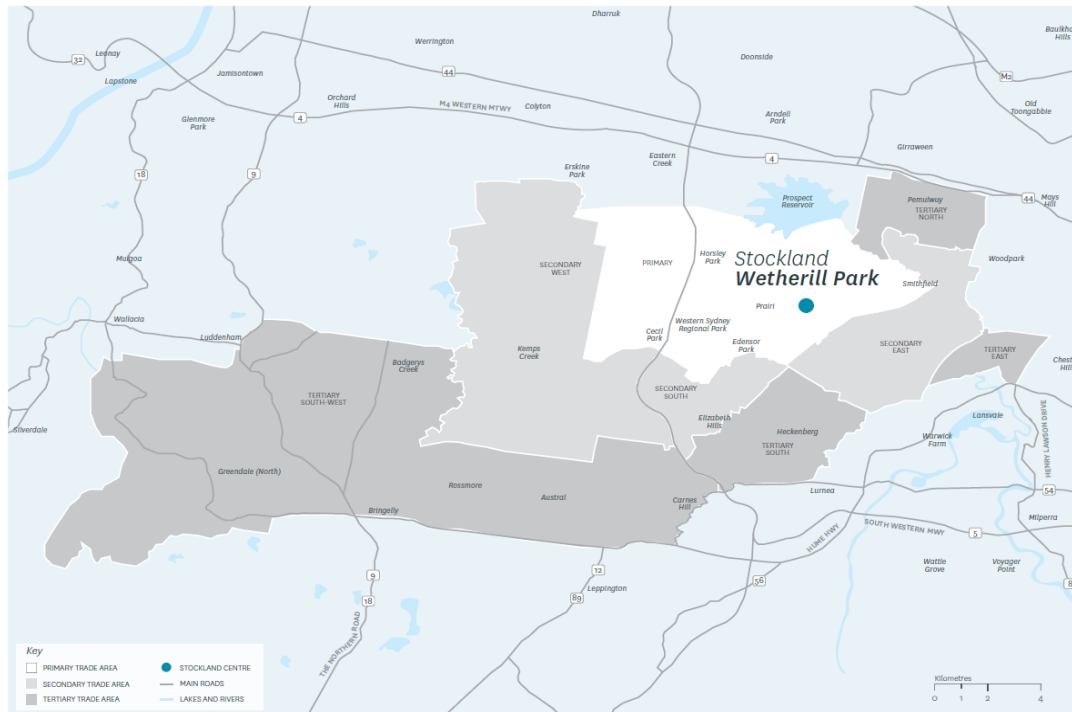 Dharruk
Baulkha
Hills
Leonay
32
Werrington
44
Doonside
M2
Lapstone
Jamisontown
Orchard
Hills
M4 WESTERN MTWY
Colyton
Old
Toongabbie
Glenmore
Park
4
Arndell
Park
Girraween
Eastern
Creek
4
Erskine
Park
18
9
Prospect
Reservoir
Pemulwuy
TERTIARY
NORTH
44
Mays
Hill
Mulgoa
SECONDARY
WEST
PRIMARY
Horsley
Park
Stockland
Wetherill Park
Woodpark
Smithfield
Wallacia
Prairi
Luddenham
Western Sydney
Regional Park
Cecil
Park
Edensor
Park
Kemps
Creek
SECONDARY
EAST
TERTIARY
EAST
Chest
Hill
Badgerys
Creek
TERTIARY
SOUTH-WEST
SECONDARY
SOUTH
Silverdale
Elizabeth
Hills
Heckenberg
TERTIARY
SOUTH
Lansvale
Warwick
Farm
HENRY LAWSON DRIVE
Greendale (North)
Rossmore
Austral
Carnes
Hill
Lurnea
54
Bringelly
Milperra
HUME HWY
SOUTH WESTERN MWY
5
Wattle
Grove
Voyager
Point
9
12
56
8
18
89
Leppington
THE NORTHERN ROAD
Key
PRIMARY TRADE AREA
STOCKLAND CENTRE
SECONDARY TRADE AREA
MAIN ROADS
TERTIARY TRADE AREA
LAKES AND RIVERS
Kilometres
0 1 2 4